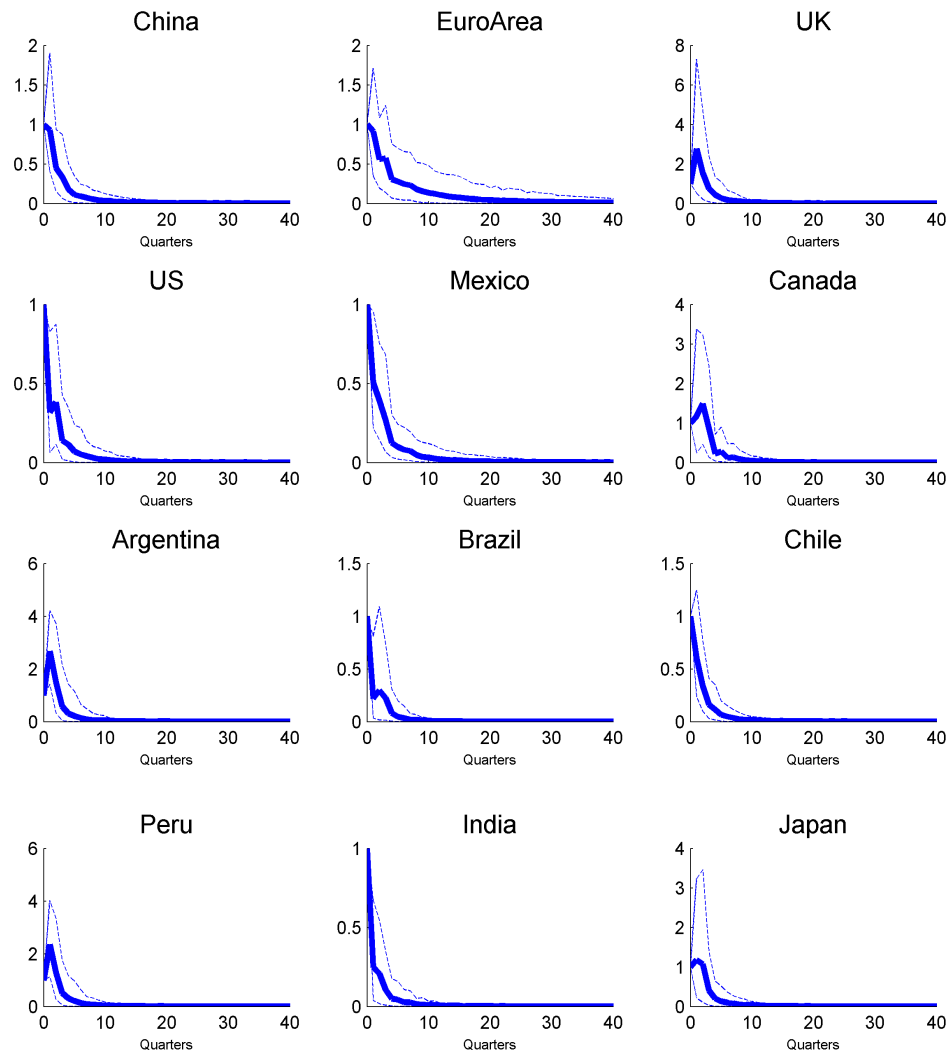 China EuroArea UK
2 2 8
1.5 1.5 6
1 1 4
0.5 0.5 2
0 0 0
0 10 20 30 40 0 10 20 30 40 0 10 20 30 40
Quarters Quarters Quarters
US Mexico Canada
1 1 4
3
0.5 0.5 2
1
0 0 0
0 10 20 30 40 0 10 20 30 40 0 10 20 30 40
Quarters Quarters Quarters
Argentina Brazil Chile
6 1.5 1.5
4 1 1
2 0.5 0.5
0 0 0
0 10 20 30 40 0 10 20 30 40 0 10 20 30 40
Quarters Quarters Quarters
Peru India Japan
6 1 4
4 3
0.5 2
2 1
0 0 0
0 10 20 30 40 0 10 20 30 40 0 10 20 30 40
Quarters Quarters Quarters